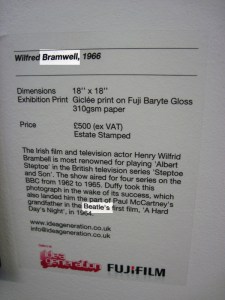 Wilfred Bramwell, 1966
Dimensions 18" x 18"
Exhibition Print Giclée print on Fuji Baryte Gloss
310gsm paper
Price £500 (ex VAT)
Estate Stamped
The Irish film and television actor Henry Wilfrid
Brambell is most renowned for playing 'Albert
Steptoe' in the British television series 'Steptoe
and Son'. The show aired for four series on the
BBC from 1962 to 1965. Duffy took this
photograph in the wake of its success, which
also landed him the part of Paul McCartney's
grandfather in the Beatle's first film, 'A Hard
Day's Night', in 1964.
www.ideageneration.co.uk
info@ideageneration.co.uk
FUJIFILM